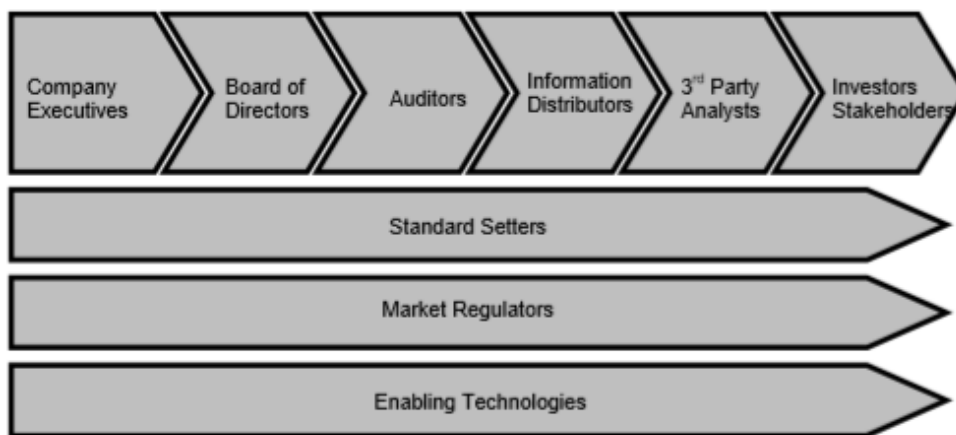 Company
Executives
Board of
Directors
Auditors
Information
Distributors
3rd Party
Analysts
Investors
Stakeholders
Standard Setters
Market Regulators
Enabling Technologies